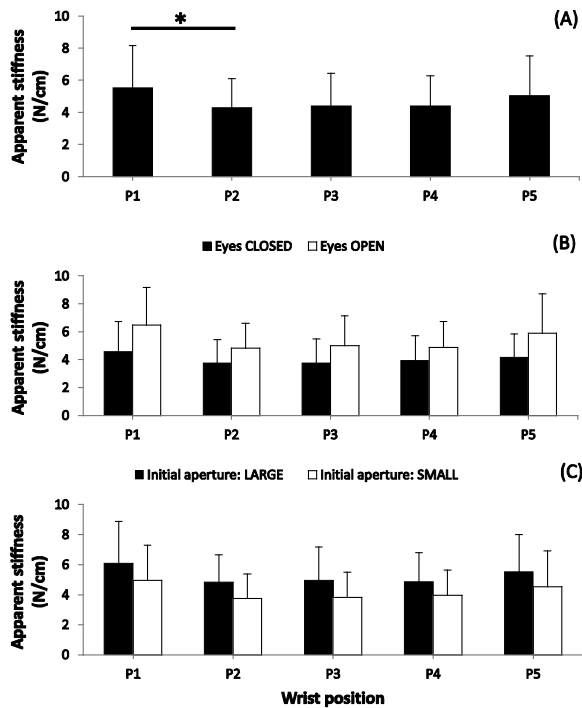 (A)
*
Apparent stiffness
(N/cm)
10
8
6
4
2
0
P1 P2 P3 P4 P5
(B)
Eyes CLOSED Eyes OPEN
Apparent stiffness
(N/cm)
10
8
6
4
2
0
P1 P2 P3 P4 P5
(C)
Initial aperture: LARGE Initial aperture: SMALL
Apparent stiffness
(N/cm)
10
8
6
4
2
0
P1 P2 P3 P4 P5
Wrist position